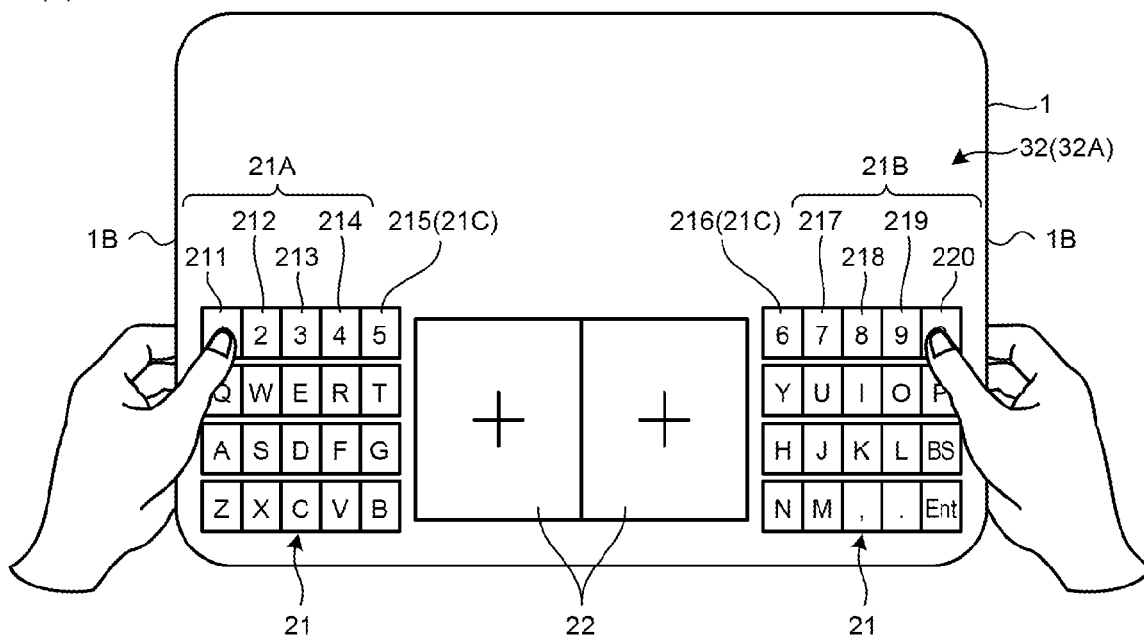 1
32(32A)
21A 21B
212 214 215(21C) 216(21C) 217 219
1B 211 213 218 220 1B
2 3 4 5 6 7 8 9
Q W E R T Y U I O P
A S D F G H J K L BS
Z X C V B N M , . Ent
21 22 21